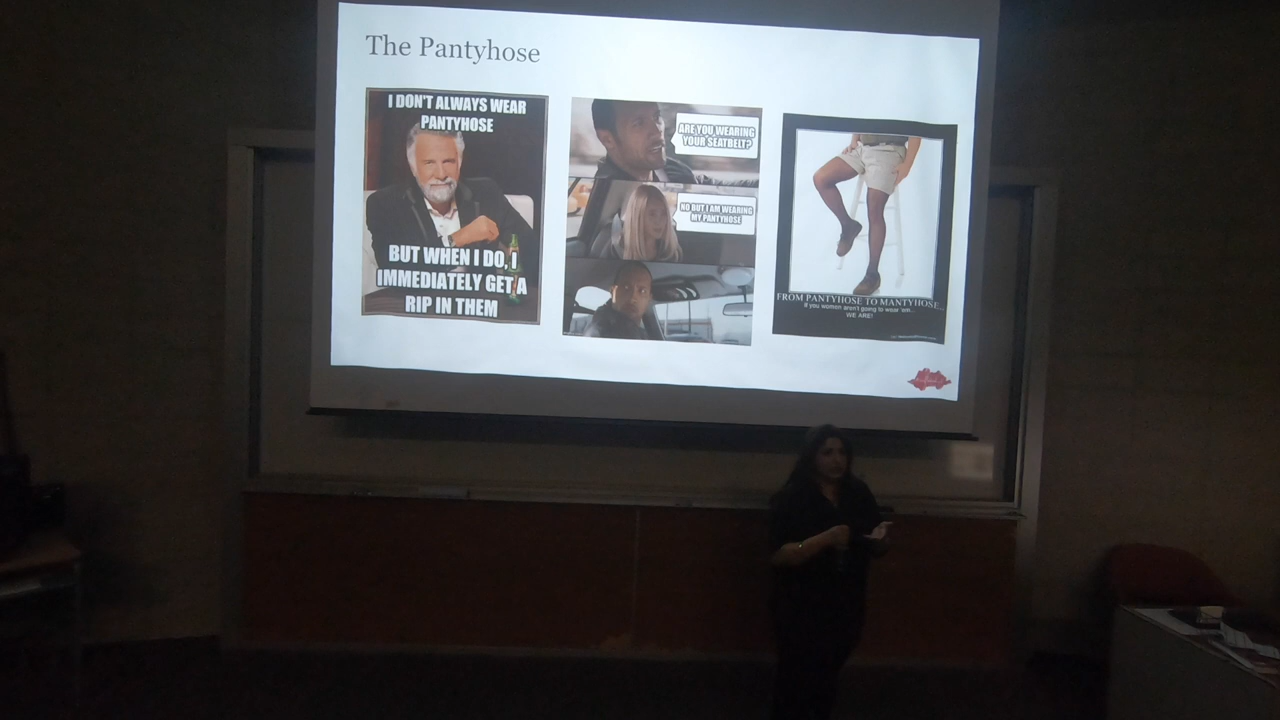 The Pantyhose
I DON'T ALWAYS WEAR
PANTYHOSE
BUT WHEN I DO, I
IMMEDIATELY GET A
RIP IN THEM
ARE YOU WEARING
YOUR SEATBELT?
NO BUT I AM WEARING
MY PANTYHOSE
FROM PANTYHOSE TO MANTYHOSE...
If you women aren't going to wear 'em...
WE ARE!